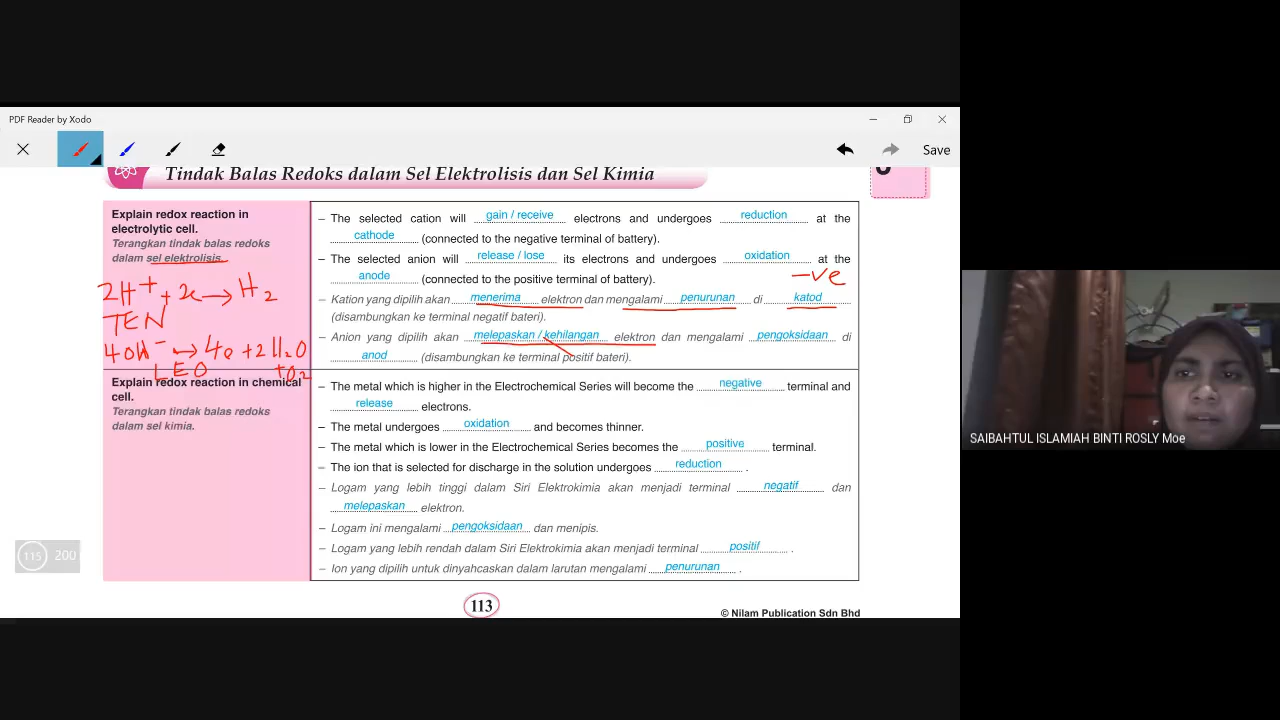 PDF Reader by Xodo
Save
Tindak Balas Redoks dalam Sel Elektrolisis dan Sel Kimia
Explain redox reaction in
electrolytic cell.
Terangkan tindak balas redoks
dalam sel elektrolisis.
2H+ + 2e → H2
TEN
4OH- → 4e + 2H2O
+O2
LEO
– The selected cation will gain / receive electrons and undergoes reduction at the
cathode (connected to the negative terminal of battery).
– The selected anion will release / lose its electrons and undergoes oxidation at the
anode (connected to the positive terminal of battery).
-ve
– Kation yang dipilih akan menerima elektron dan mengalami penurunan di katod
(disambungkan ke terminal negatif bateri).
– Anion yang dipilih akan melepaskan / kehilangan elektron dan mengalami pengoksidaan di
anod (disambungkan ke terminal positif bateri).
Explain redox reaction in chemical
cell.
Terangkan tindak balas redoks
dalam sel kimia.
– The metal which is higher in the Electrochemical Series will become the negative terminal and
release electrons.
– The metal undergoes oxidation and becomes thinner.
– The metal which is lower in the Electrochemical Series becomes the positive terminal.
– The ion that is selected for discharge in the solution undergoes reduction.
– Logam yang lebih tinggi dalam Siri Elektrokimia akan menjadi terminal negatif dan
melepaskan elektron.
– Logam ini mengalami pengoksidaan dan menipis.
– Logam yang lebih rendah dalam Siri Elektrokimia akan menjadi terminal positif.
– Ion yang dipilih untuk dinyahcaskan dalam larutan mengalami penurunan.
115 200
113
© Nilam Publication Sdn Bhd
SAIBAHTUL ISLAMIAH BINTI ROSLY Moe